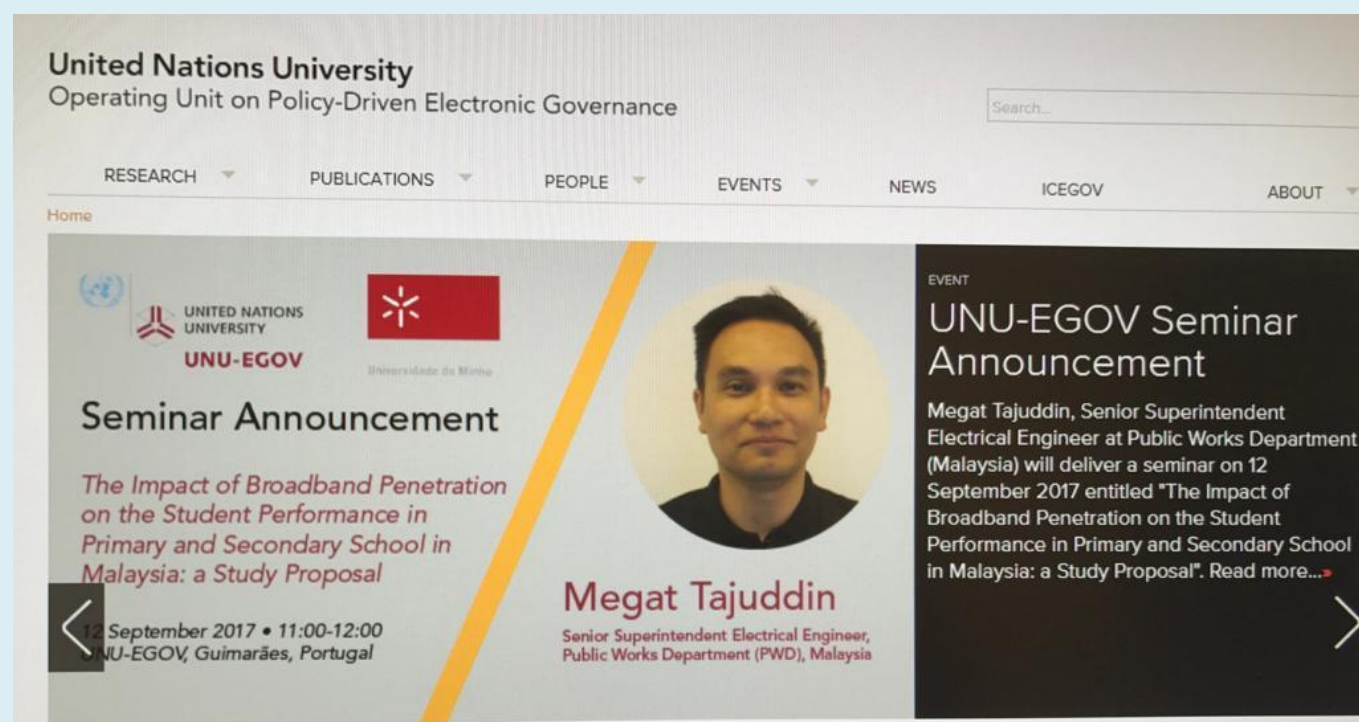 United Nations University
Operating Unit on Policy-Driven Electronic Governance
Search...
RESEARCH
PUBLICATIONS
PEOPLE
EVENTS
NEWS
ICEGOV
ABOUT
Home
UNITED NATIONS
UNIVERSITY
UNU-EGOV
Universidade do Minho
Seminar Announcement
The Impact of Broadband Penetration
on the Student Performance in
Primary and Secondary School in
Malaysia: a Study Proposal
12 September 2017 • 11:00-12:00
UNU-EGOV, Guimarães, Portugal
Megat Tajuddin
Senior Superintendent Electrical Engineer,
Public Works Department (PWD), Malaysia
EVENT
UNU-EGOV Seminar
Announcement
Megat Tajuddin, Senior Superintendent
Electrical Engineer at Public Works Department
(Malaysia) will deliver a seminar on 12
September 2017 entitled "The Impact of
Broadband Penetration on the Student
Performance in Primary and Secondary School
in Malaysia: a Study Proposal". Read more...»